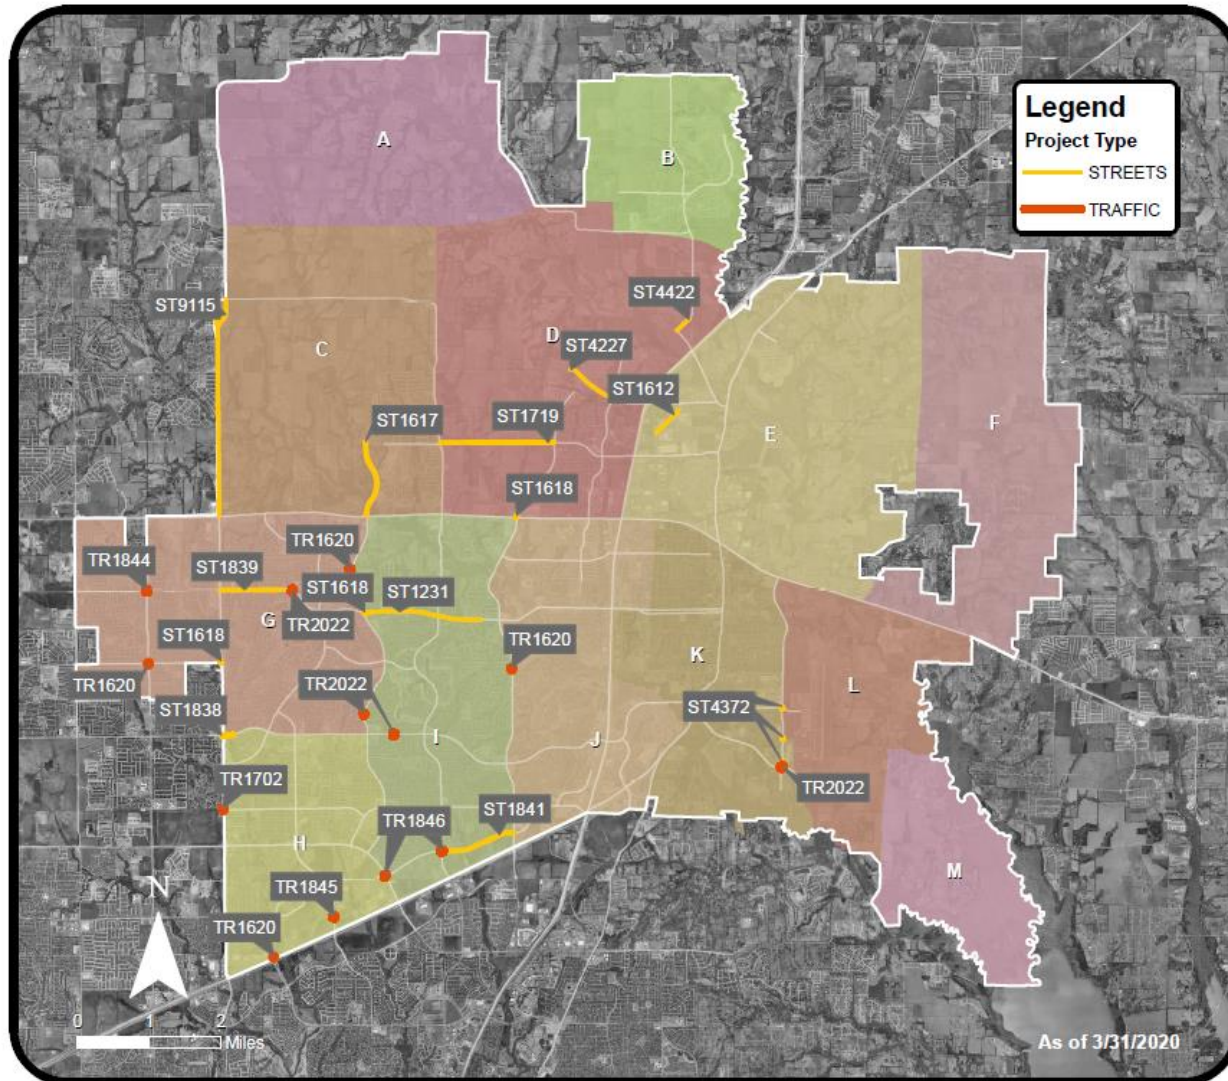 Legend
Project Type
STREETS
TRAFFIC
A
B
ST9115
ST4422
C
D
ST4227
ST1612
F
E
ST1617
ST1719
ST1618
TR1620
TR1844
ST1839
ST1618
ST1231
G
TR2022
ST1618
TR1620
K
TR1620
L
TR2022
ST1838
ST4372
I
J
TR2022
TR1702
ST1841
TR1846
H
M
N
TR1845
TR1620
0 1 2
Miles
As of 3/31/2020